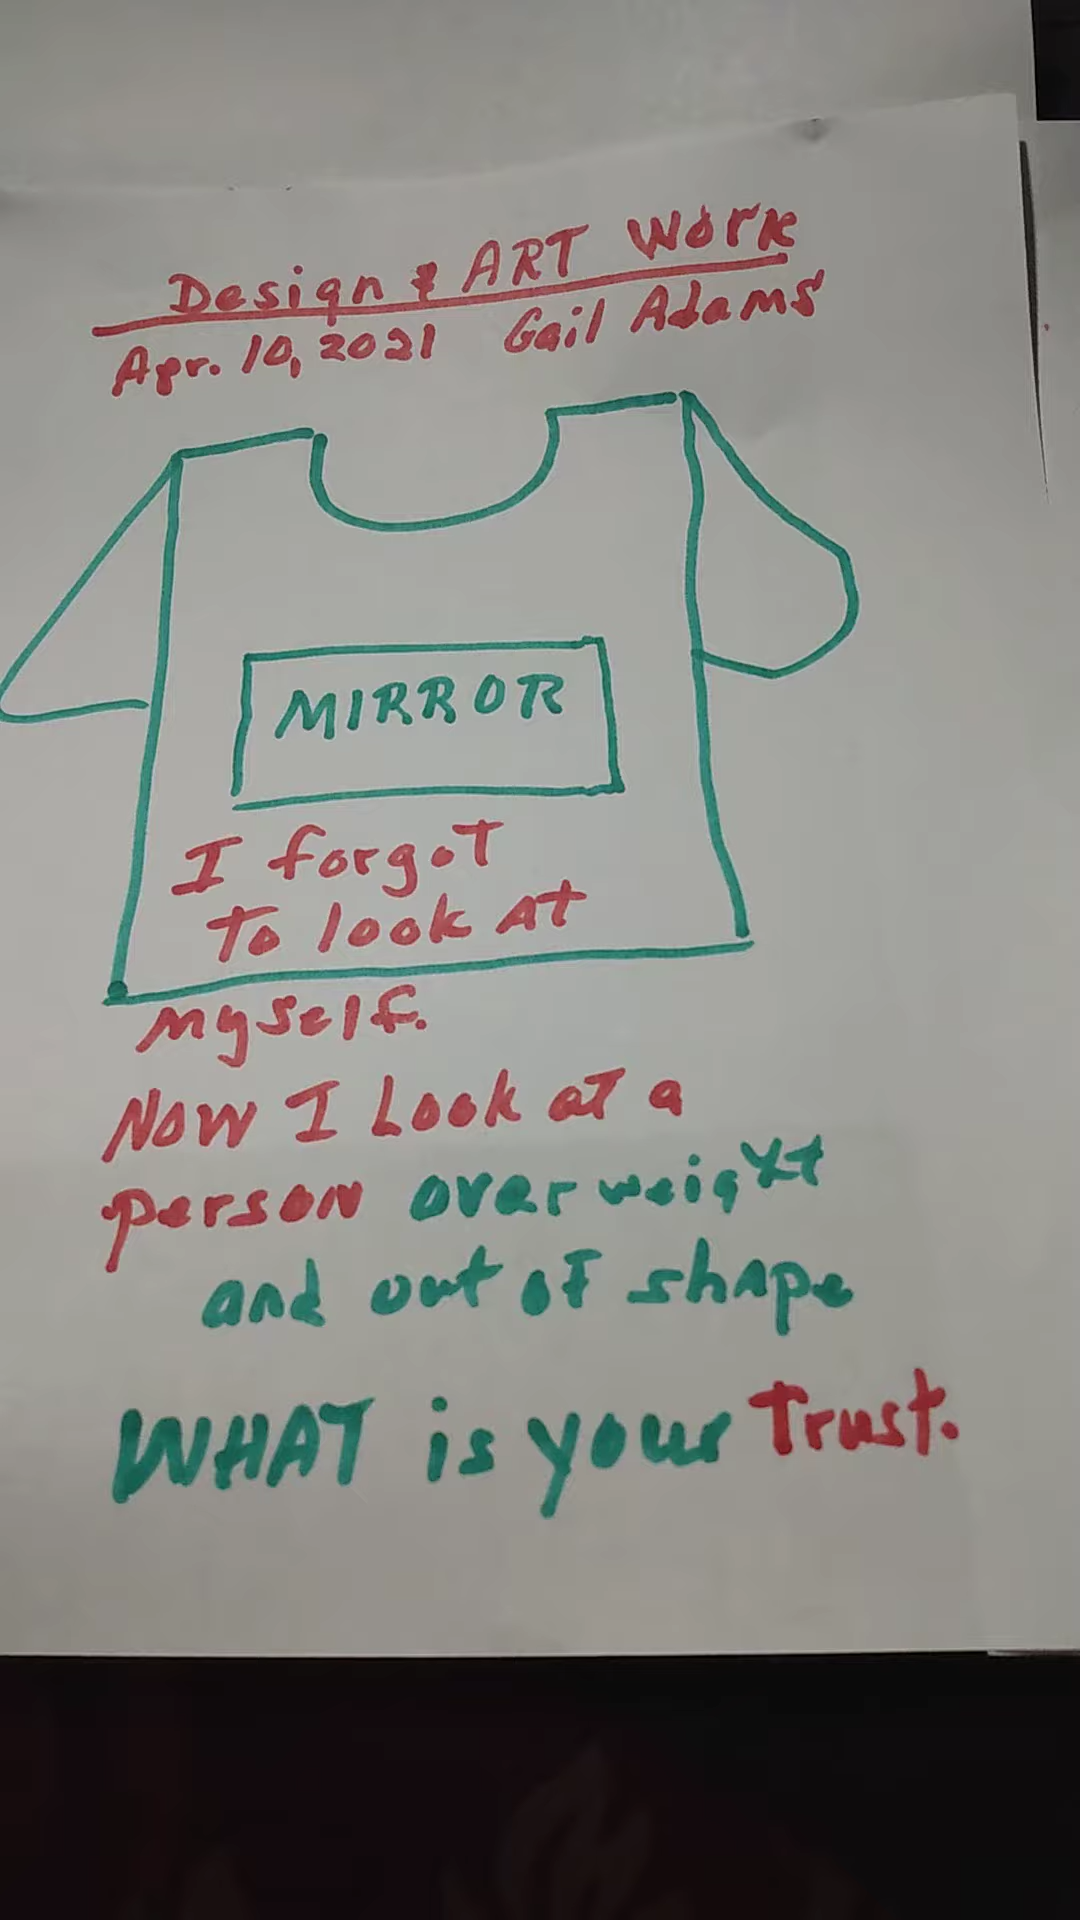 Design & ART Work
Apr. 10, 2021 Gail Adams
MIRROR
I forgot
To look At
Myself.
Now I Look at a
person overweight
and out of shape
WHAT is your Trust.